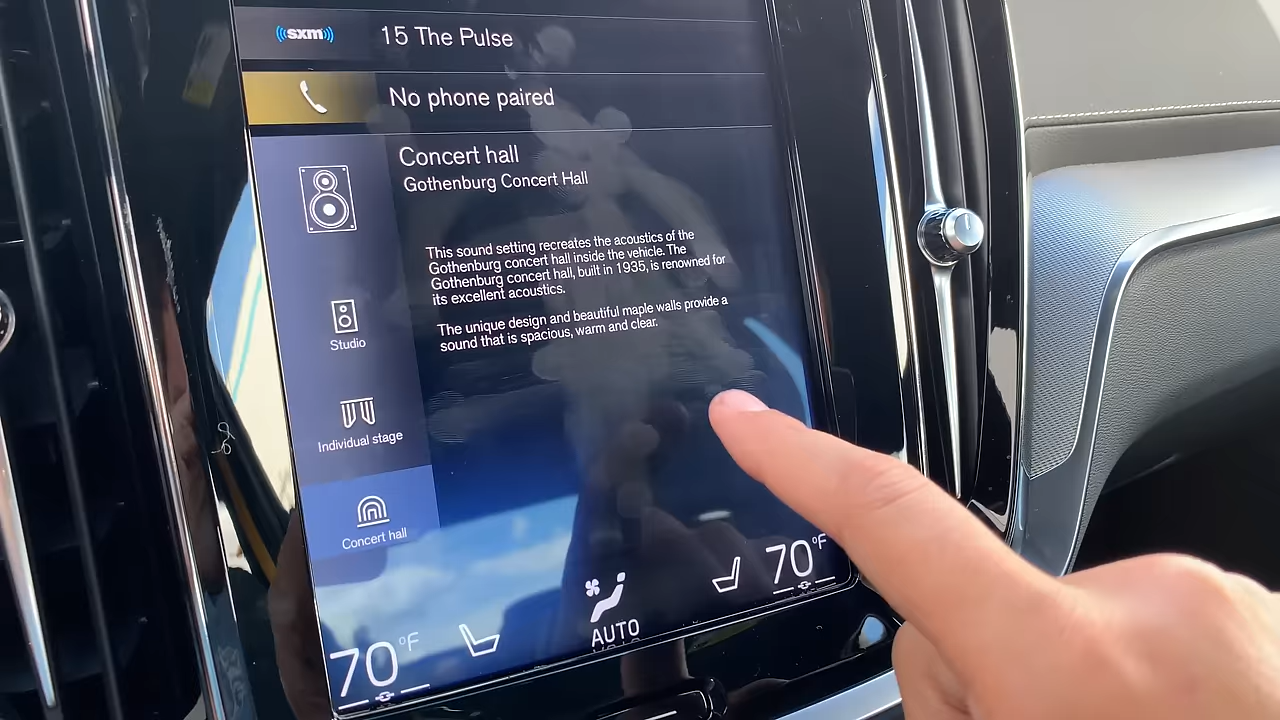 sxm 15 The Pulse
No phone paired
Concert hall
Gothenburg Concert Hall
This sound setting recreates the acoustics of the
Gothenburg concert hall inside the vehicle. The
Gothenburg concert hall, built in 1935, is renowned for
its excellent acoustics.
The unique design and beautiful maple walls provide a
sound that is spacious, warm and clear.
Studio
Individual stage
Concert hall
70°F
AUTO
70°F